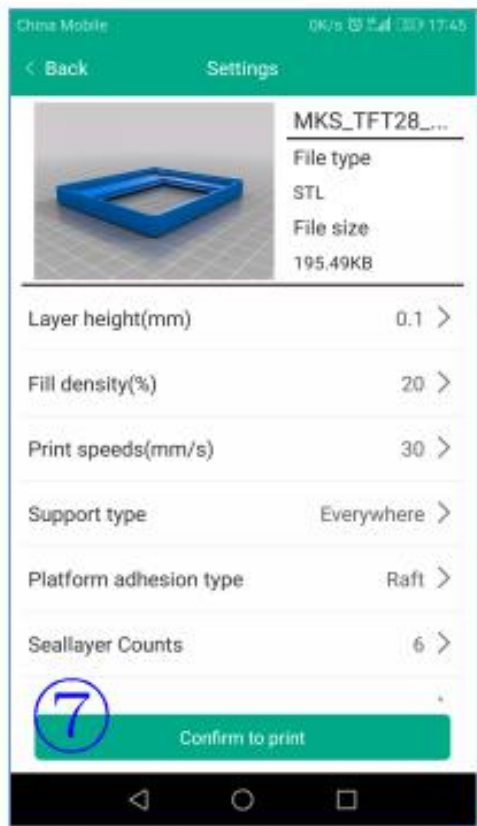 China Mobile 0K/s 17:45
< Back Settings
MKS_TFT28_...
File type
STL
File size
195.49KB
Layer height(mm) 0.1 >
Fill density(%) 20 >
Print speeds(mm/s) 30 >
Support type Everywhere >
Platform adhesion type Raft >
Seallayer Counts 6 >
7
Confirm to print